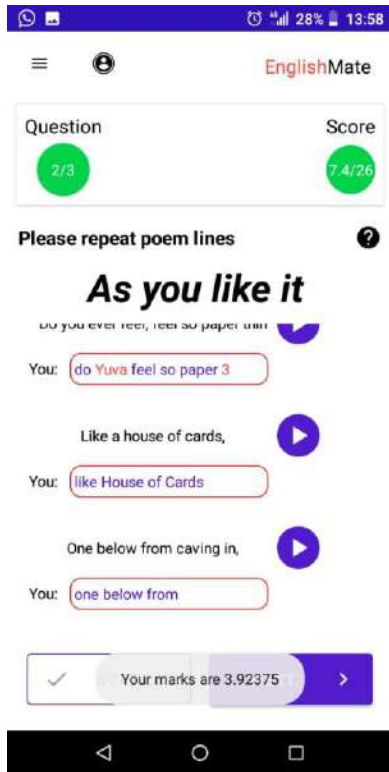 28% 13:58
EnglishMate
Question Score
2/3 7.4/26
Please repeat poem lines
As you like it
Do you ever feel, feel so paper thin
You: do Yuva feel so paper 3
Like a house of cards,
You: like House of Cards
One below from caving in,
You: one below from
Your marks are 3.92375